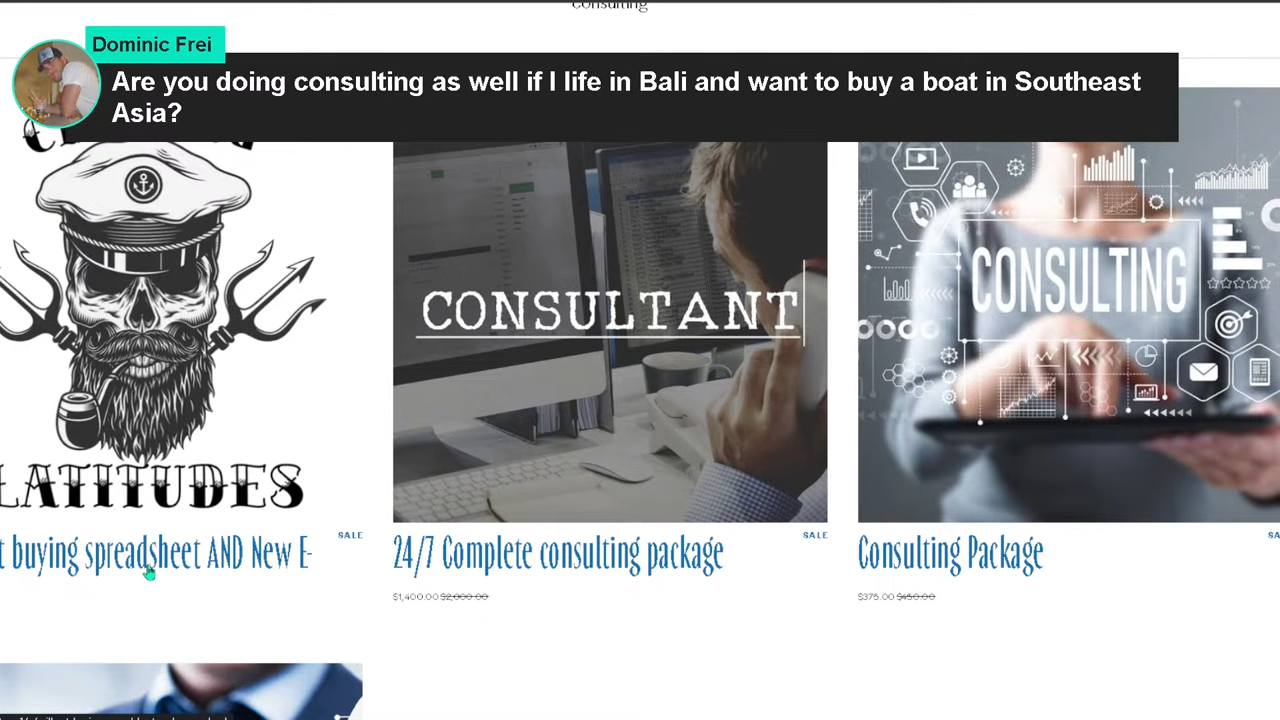 Consulting
Dominic Frei
Are you doing consulting as well if I life in Bali and want to buy a boat in Southeast
Asia?
CONSULTANT
CONSULTING
LATITUDES
t buying spreadsheet AND New E-
SALE
24/7 Complete consulting package
SALE
Consulting Package
$1,400.00 $2,000.00
$375.00 $450.00